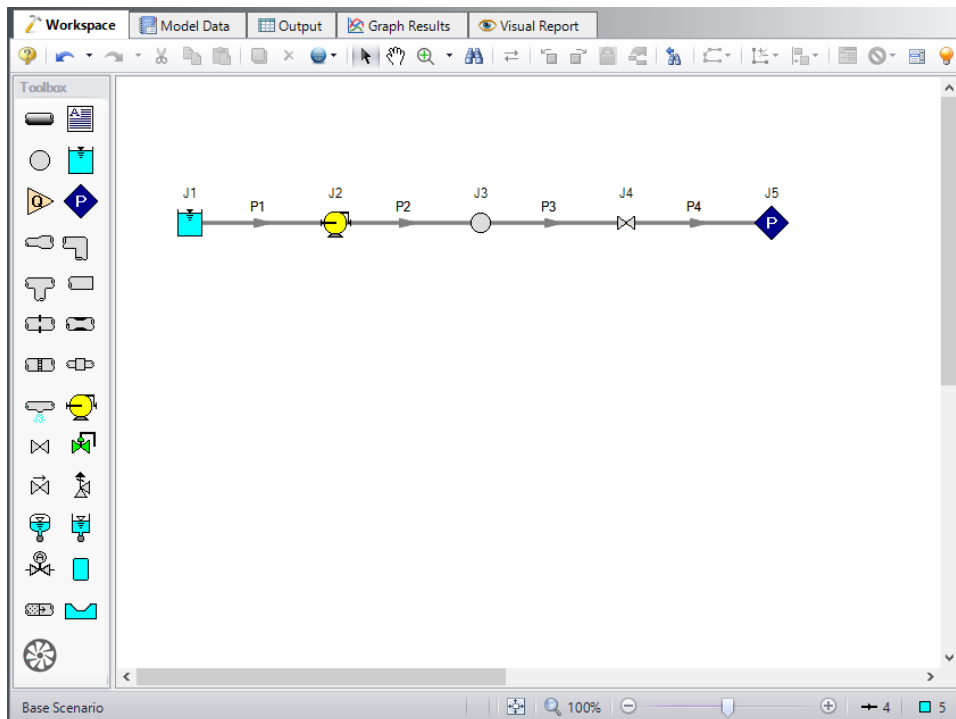 Workspace Model Data Output Graph Results Visual Report
Toolbox
A
Q P
J1 J2 J3 J4 J5
P1 P2 P3 P4
P
A
Base Scenario 100% 4 5